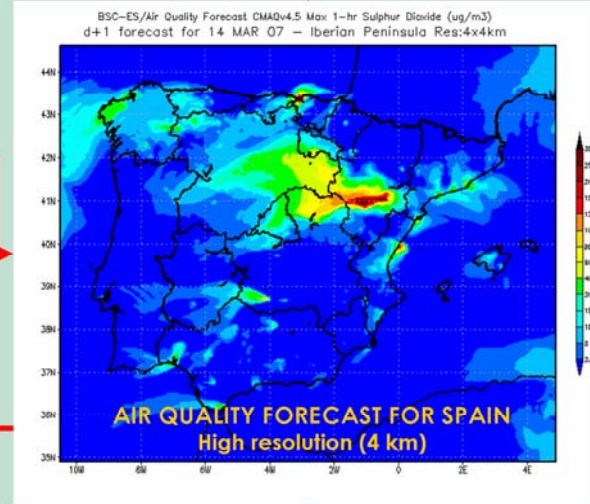 BSC-ES/Air Quality Forecast CMAQv4.5 Max 1-hr Sulphur Dioxide (ug/m3)
d+1 forecast for 14 MAR 07 - Iberian Peninsula Res:4x4km
44N
43N
42N
41N
40N
39N
38N
37N
36N
35N
AIR QUALITY FORECAST FOR SPAIN
High resolution (4 km)
10W 8W 6W 4W 2W 0 2E 4E